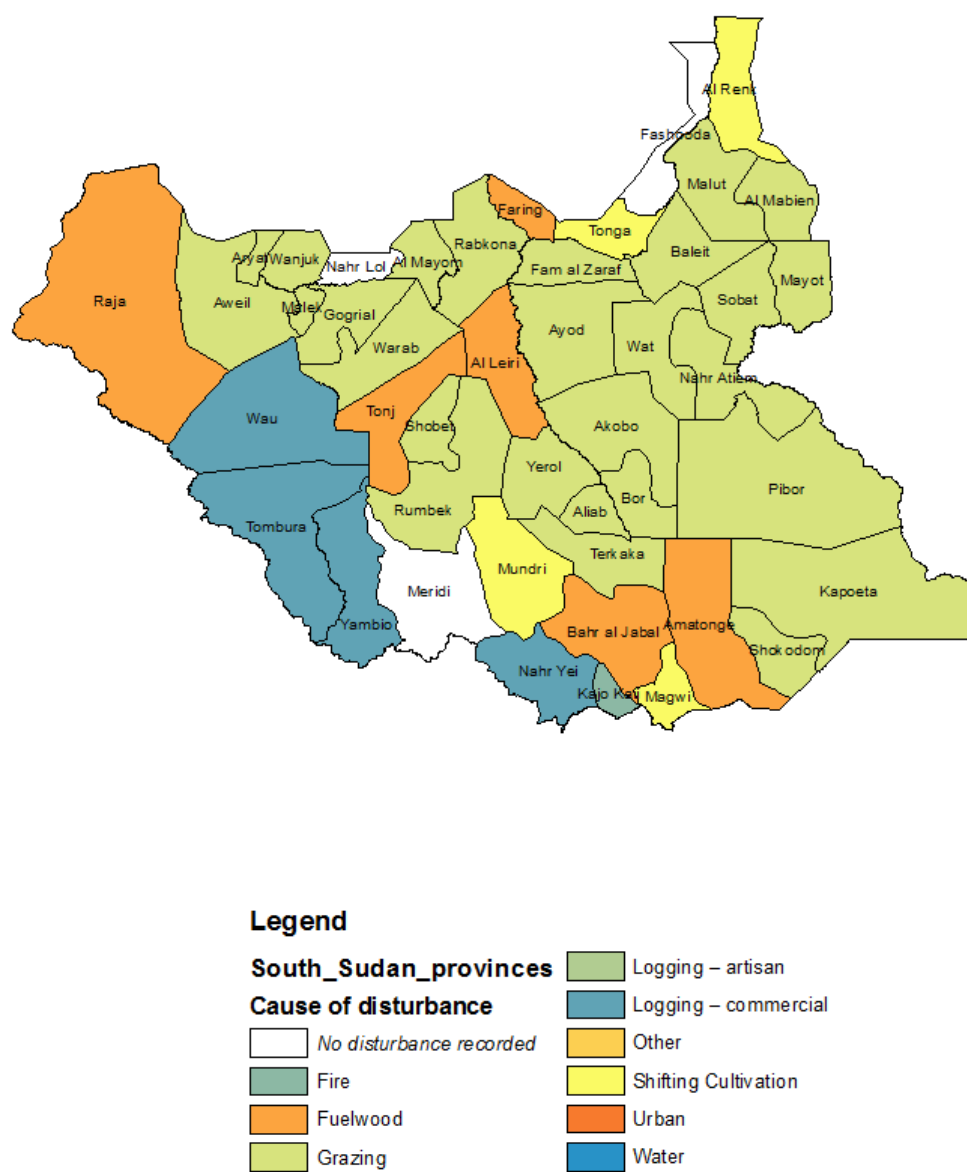 Al Renk
Fashooda
Malut
Al Mabien
Faring
Tonga
Rabkona
Aryat
Wanjuk
Nahr Lol
Al Mayom
Fam al Zaraf
Baleit
Mayot
Raja
Aweil
Malek
Gogrial
Sobat
Warab
Ayod
Wat
Al Leiri
Nahr Atiem
Wau
Tonj
Shobet
Akobo
Yerol
Pibor
Rumbek
Bor
Aliab
Tombura
Terkaka
Mundri
Meridi
Kapoeta
Yambio
Bahr al Jabal
Amatonge
Shokodom
Nahr Yei
Kajo Kaji
Magwi
Legend
South_Sudan_provinces
Cause of disturbance
No disturbance recorded
Fire
Fuelwood
Grazing
Logging – artisan
Logging – commercial
Other
Shifting Cultivation
Urban
Water